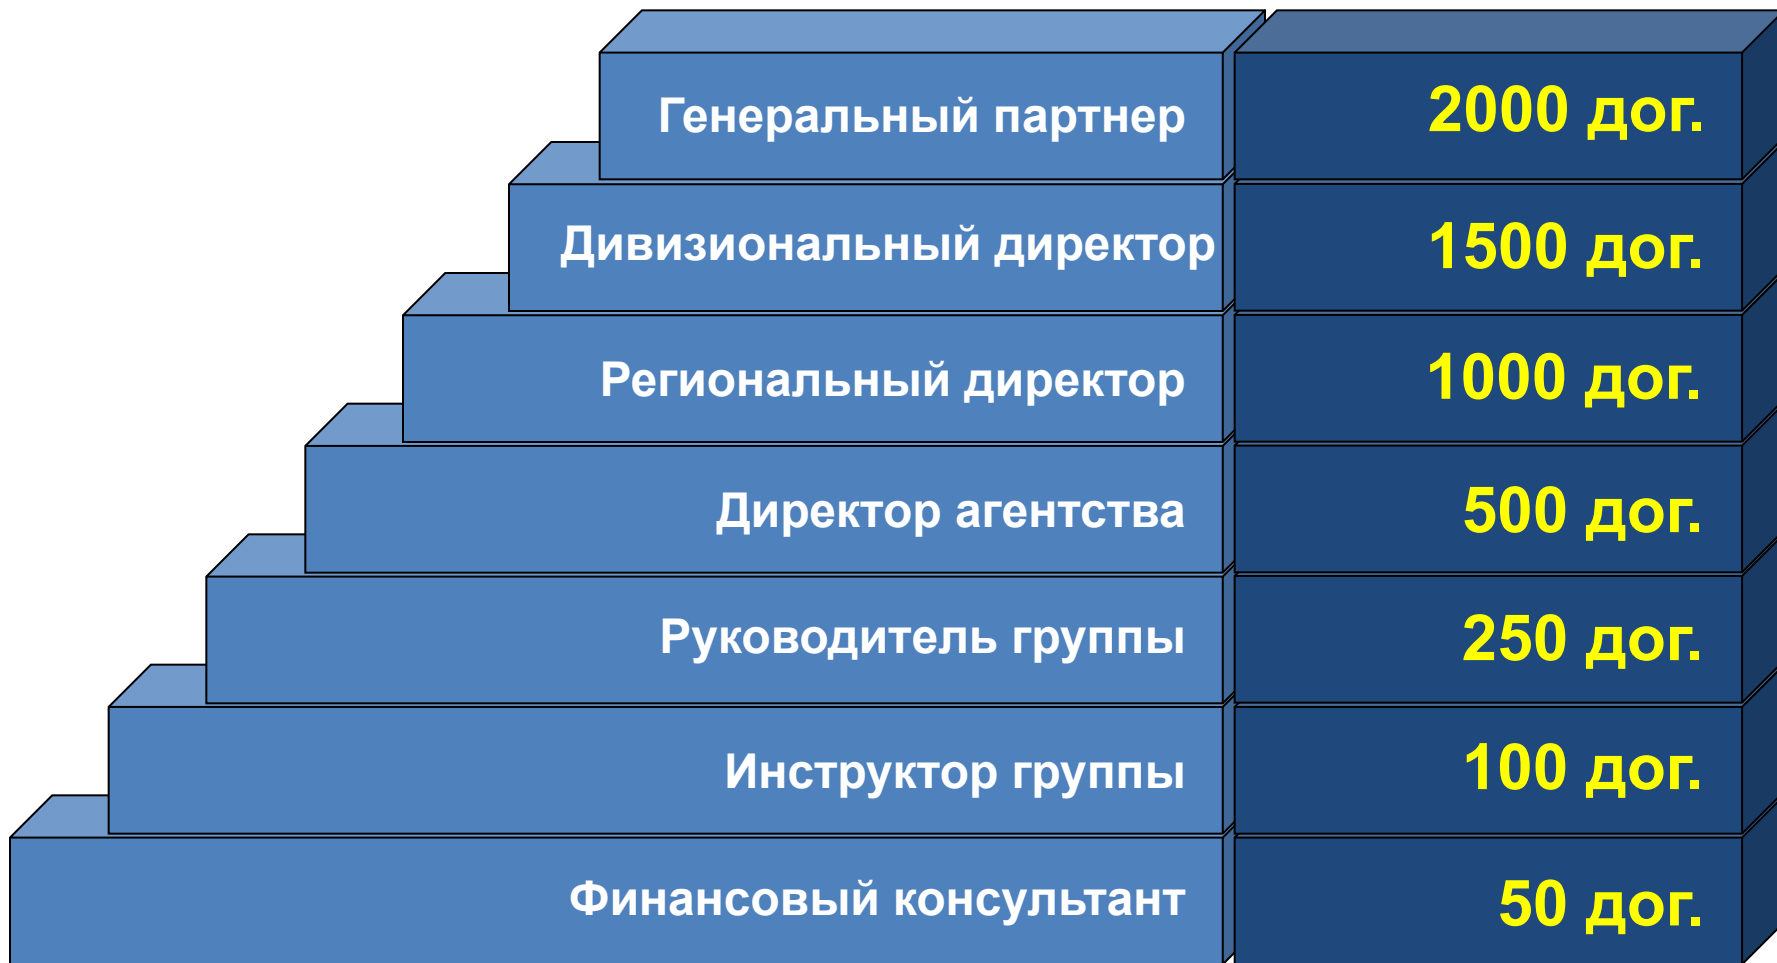 Генеральный партнер 2000 дог.
Дивизиональный директор 1500 дог.
Региональный директор 1000 дог.
Директор агентства 500 дог.
Руководитель группы 250 дог.
Инструктор группы 100 дог.
Финансовый консультант 50 дог.